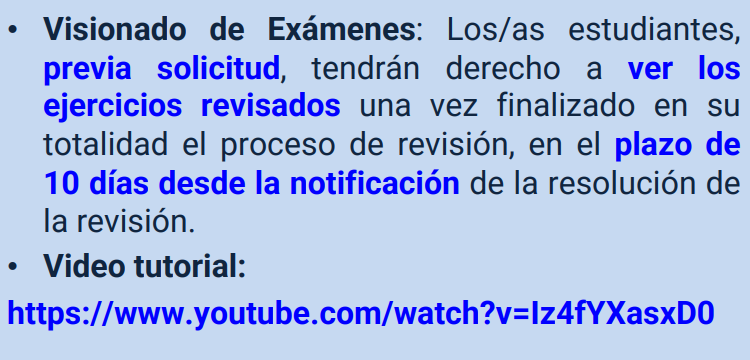 • Visionado de Exámenes: Los/as estudiantes,
previa solicitud, tendrán derecho a ver los
ejercicios revisados una vez finalizado en su
totalidad el proceso de revisión, en el plazo de
10 días desde la notificación de la resolución de
la revisión.
• Video tutorial:
https://www.youtube.com/watch?v=Iz4fYXasxD0